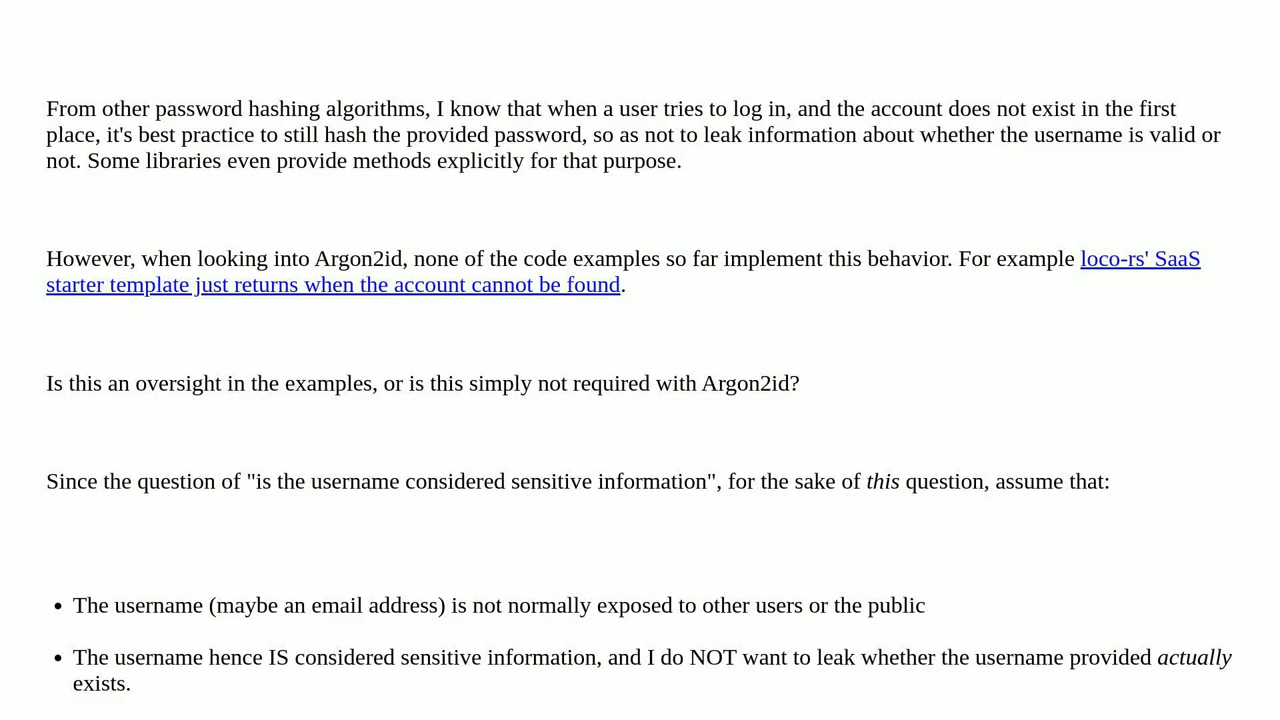 From other password hashing algorithms, I know that when a user tries to log in, and the account does not exist in the first
place, it's best practice to still hash the provided password, so as not to leak information about whether the username is valid or
not. Some libraries even provide methods explicitly for that purpose.
However, when looking into Argon2id, none of the code examples so far implement this behavior. For example loco-rs' SaaS
starter template just returns when the account cannot be found.
Is this an oversight in the examples, or is this simply not required with Argon2id?
Since the question of "is the username considered sensitive information", for the sake of this question, assume that:
• The username (maybe an email address) is not normally exposed to other users or the public
• The username hence IS considered sensitive information, and I do NOT want to leak whether the username provided actually
exists.